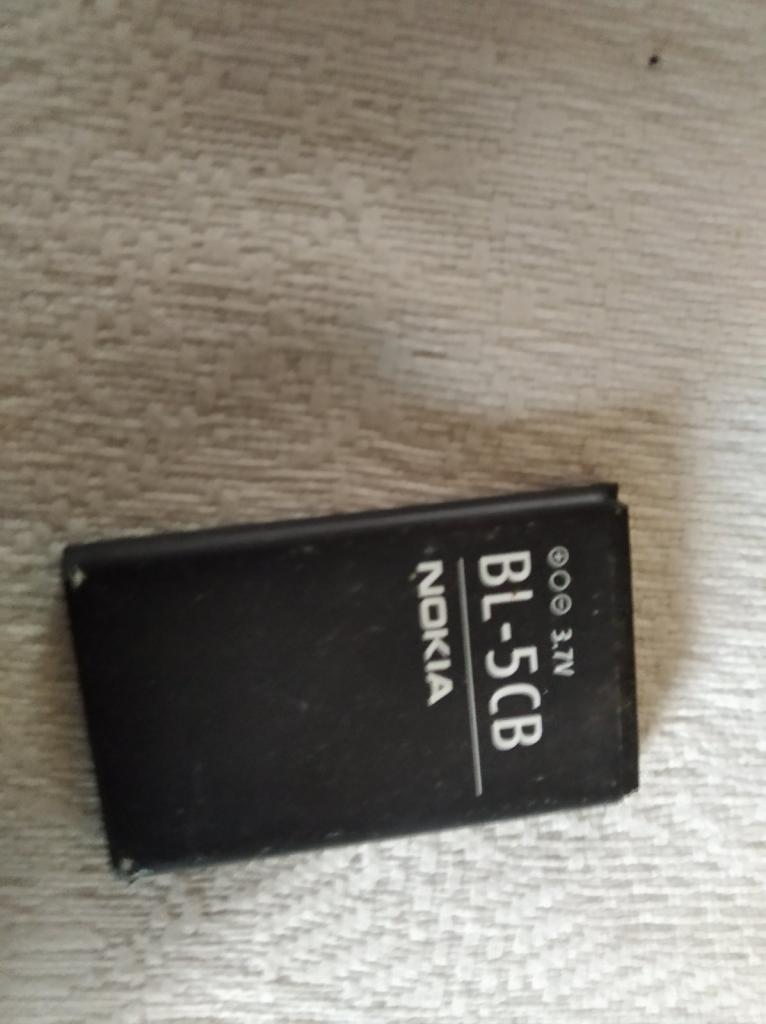 ⊕○⊖ 3.7V
BL-5CB
NOKIA